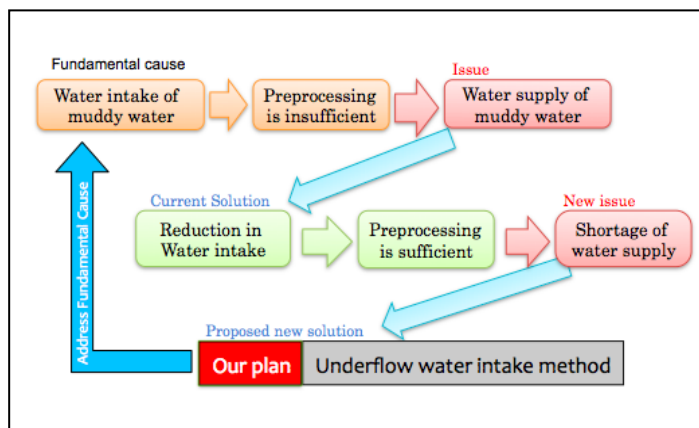 Fundamental cause
Issue
Water intake of
muddy water
Preprocessing
is insufficient
Water supply of
muddy water
Address Fundamental Cause
Current Solution
New issue
Reduction in
Water intake
Preprocessing
is sufficient
Shortage of
water supply
Proposed new solution
Our plan
Underflow water intake method